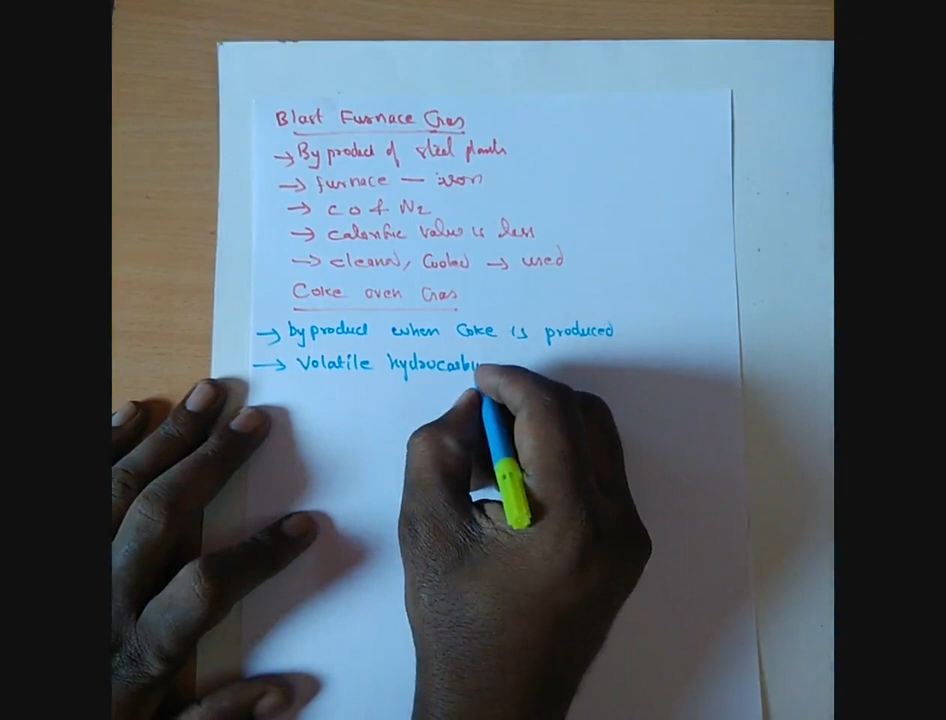 Blast Furnace Gas
→ By product of steel plants
→ furnace — iron
→ CO & N2
→ calorific value is less
→ cleaned, Cooled → used
Coke oven Gas
→ by product when Coke is produced
→ Volatile hydrocarbu